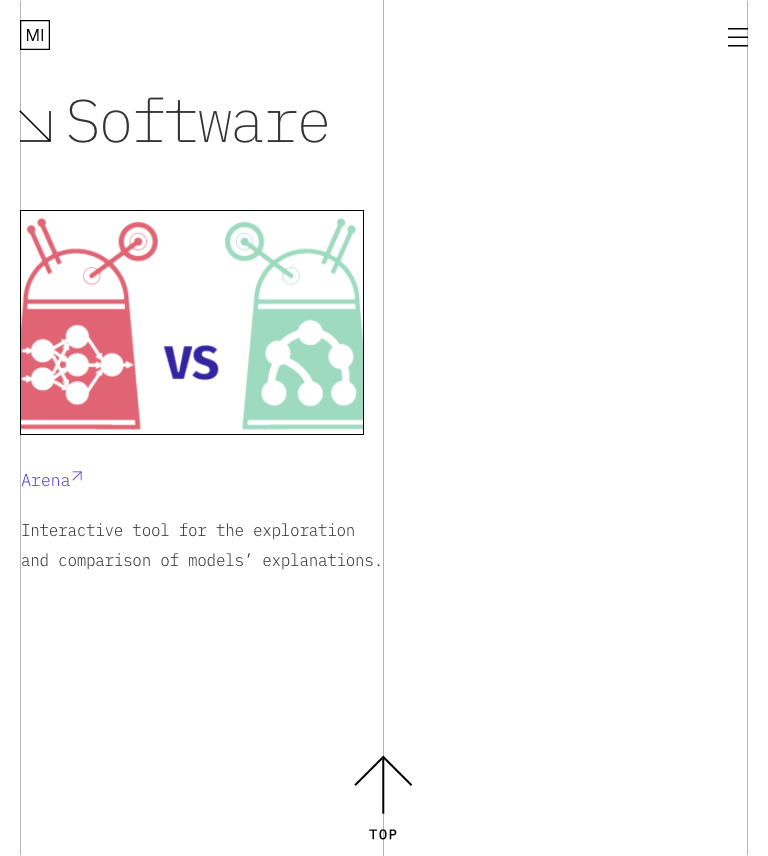 MI
Software
VS
Arena
Interactive tool for the exploration
and comparison of models’ explanations.
TOP